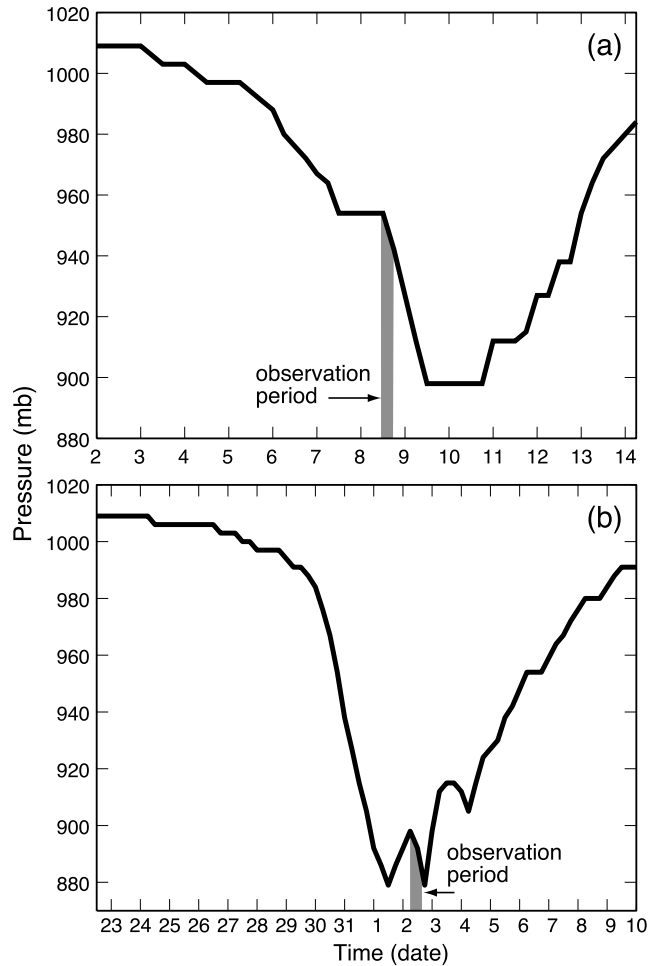 1020
(a)
1000
980
960
940
920
observation
period
900
880
2 3 4 5 6 7 8 9 10 11 12 13 14
Pressure (mb)
1020
(b)
1000
980
960
940
920
observation
period
900
880
23 24 25 26 27 28 29 30 31 1 2 3 4 5 6 7 8 9 10
Time (date)